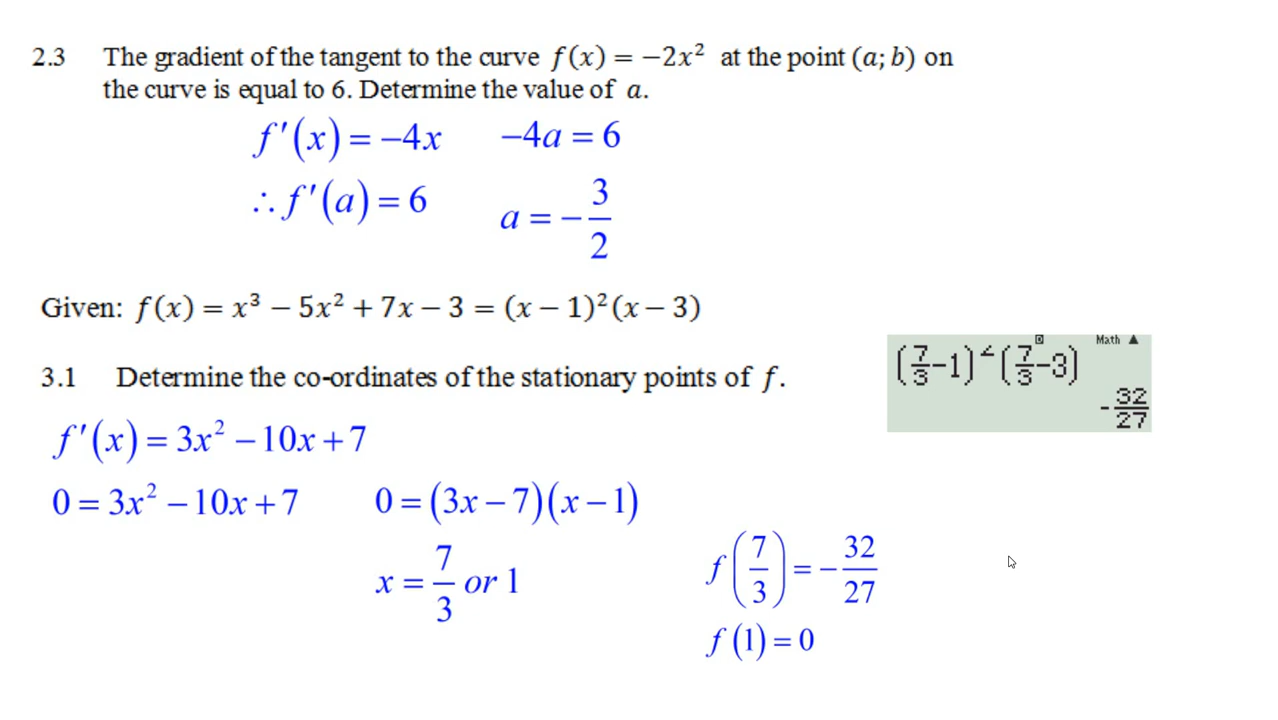 2.3 The gradient of the tangent to the curve f(x) = −2x² at the point (a; b) on
the curve is equal to 6. Determine the value of a.
f′(x) = −4x −4a = 6
∴ f′(a) = 6 a = −3/2
Given: f(x) = x³ − 5x² + 7x − 3 = (x − 1)²(x − 3)
Math ▲
(7/3−1)²(7/3−3)
−32/27
3.1 Determine the co-ordinates of the stationary points of f.
f′(x) = 3x² − 10x + 7
0 = 3x² − 10x + 7 0 = (3x − 7)(x − 1)
x = 7/3 or 1 f(7/3) = −32/27
f(1) = 0